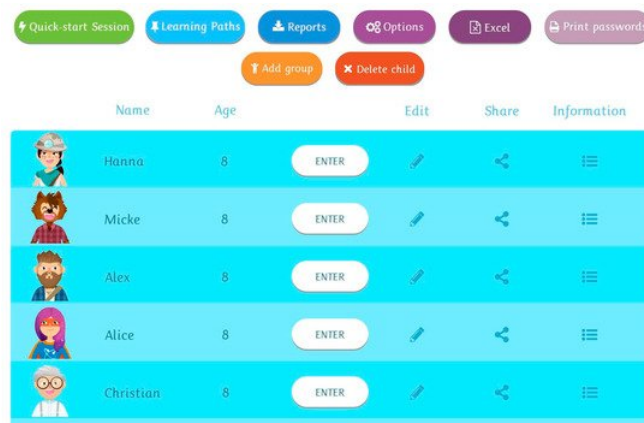 Quick-start Session Learning Paths Reports Options Excel Print passwords
Add group Delete child
Name Age Edit Share Information
Hanna 8 ENTER
Micke 8 ENTER
Alex 8 ENTER
Alice 8 ENTER
Christian 8 ENTER